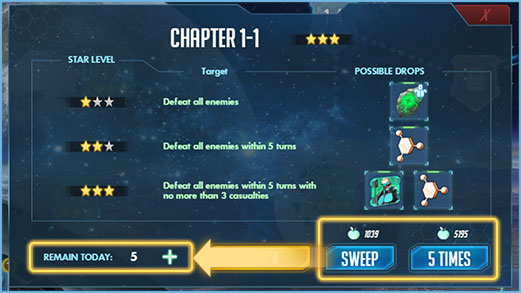 CHAPTER 1-1
X
STAR LEVEL
Target
POSSIBLE DROPS
Defeat all enemies
Defeat all enemies within 5 turns
Defeat all enemies within 5 turns with
no more than 3 casualties
REMAIN TODAY: 5 +
1039
5195
SWEEP
5 TIMES